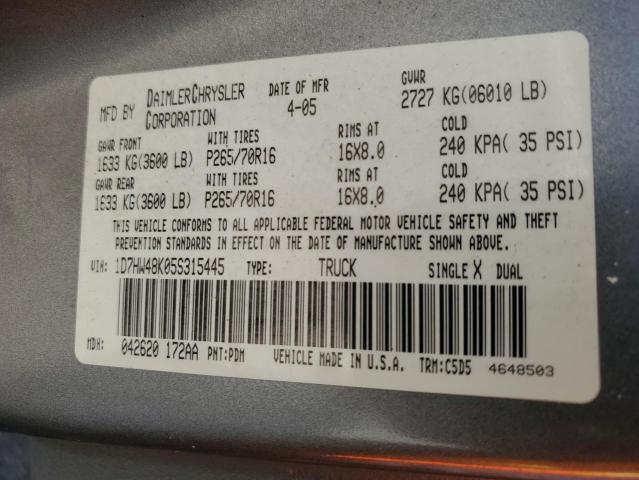 MFD BY DAIMLERCHRYSLER CORPORATION DATE OF MFR 4-05 GVWR 2727 KG(06010 LB)
GAWR FRONT WITH TIRES RIMS AT COLD
1633 KG(3600 LB) P265/70R16 16X8.0 240 KPA( 35 PSI)
GAWR REAR WITH TIRES RIMS AT COLD
1633 KG(3600 LB) P265/70R16 16X8.0 240 KPA( 35 PSI)
THIS VEHICLE CONFORMS TO ALL APPLICABLE FEDERAL MOTOR VEHICLE SAFETY AND THEFT
PREVENTION STANDARDS IN EFFECT ON THE DATE OF MANUFACTURE SHOWN ABOVE.
VIN: 1D7HW48K05S315445 TYPE: TRUCK SINGLE X DUAL
MDH: 042620 172AA PNT:PDM VEHICLE MADE IN U.S.A. TRM:C5D5 4648503